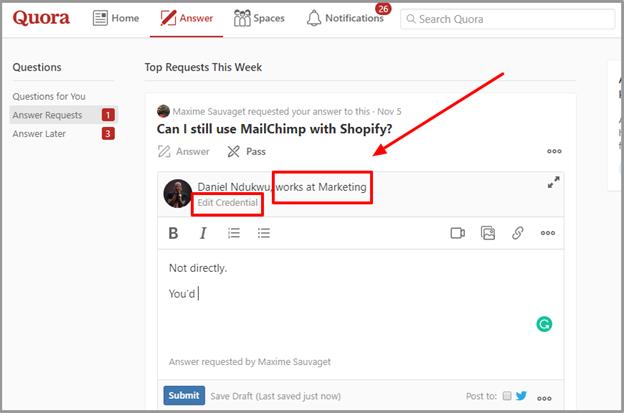 Quora Home Answer Spaces Notifications 26 Search Quora
Questions
Top Requests This Week
Questions for You
Answer Requests 1
Answer Later 3
Maxime Sauvaget requested your answer to this - Nov 5
Can I still use MailChimp with Shopify?
Answer Pass
Daniel Ndukwu, works at Marketing
Edit Credential
B I
Not directly.
You'd
Answer requested by Maxime Sauvaget
Submit Save Draft (Last saved just now) Post to: